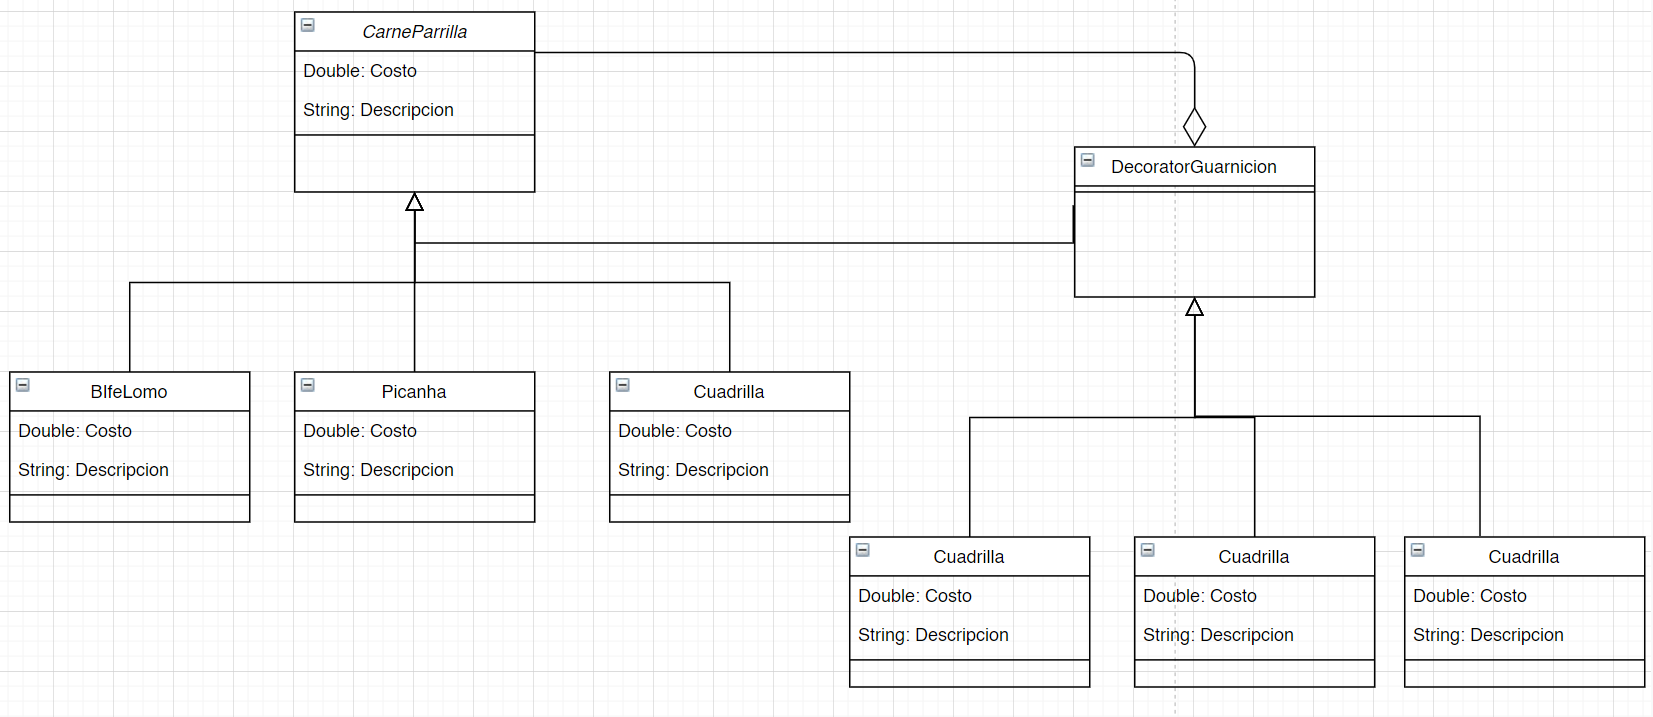 CarneParrilla
Double: Costo
String: Descripcion
DecoratorGuarnicion
BIfeLomo
Double: Costo
String: Descripcion
Picanha
Double: Costo
String: Descripcion
Cuadrilla
Double: Costo
String: Descripcion
Cuadrilla
Double: Costo
String: Descripcion
Cuadrilla
Double: Costo
String: Descripcion
Cuadrilla
Double: Costo
String: Descripcion